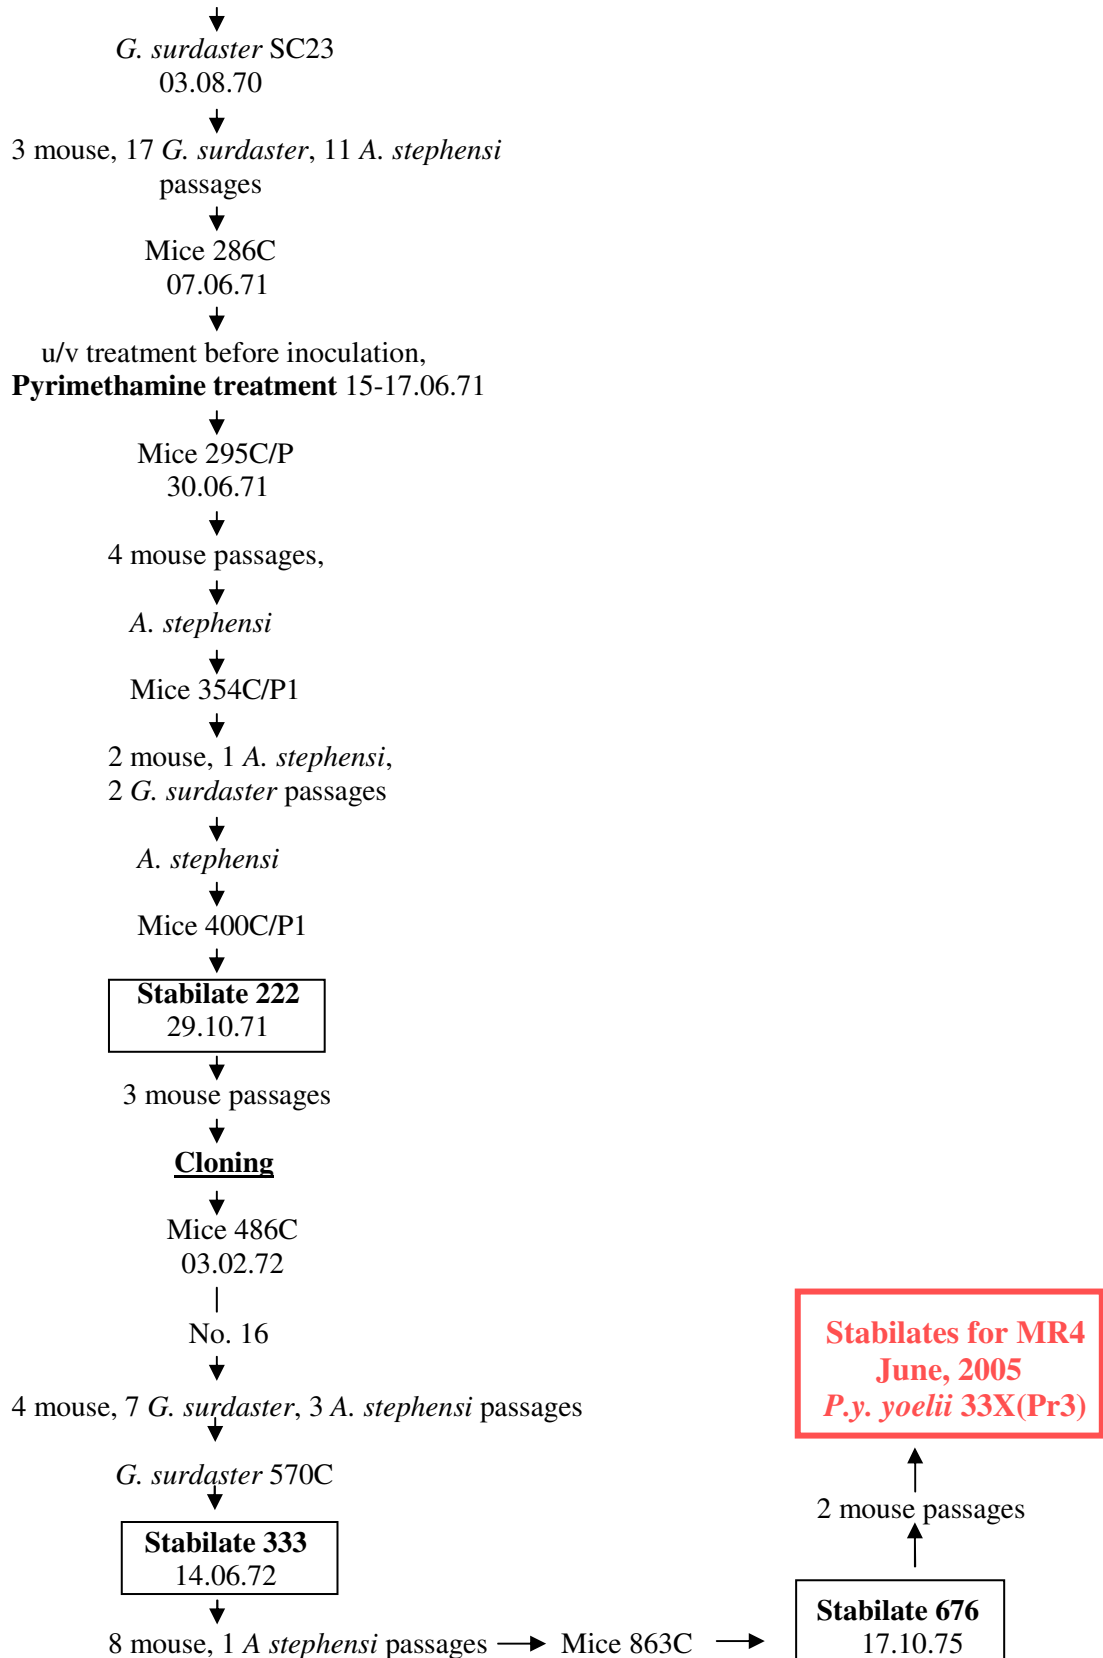 G. surdaster SC23
03.08.70
3 mouse, 17 G. surdaster, 11 A. stephensi
passages
Mice 286C
07.06.71
u/v treatment before inoculation,
Pyrimethamine treatment 15-17.06.71
Mice 295C/P
30.06.71
4 mouse passages,
A. stephensi
Mice 354C/P1
2 mouse, 1 A. stephensi,
2 G. surdaster passages
A. stephensi
Mice 400C/P1
Stabilate 222
29.10.71
3 mouse passages
Cloning
Mice 486C
03.02.72
No. 16
4 mouse, 7 G. surdaster, 3 A. stephensi passages
G. surdaster 570C
Stabilate 333
14.06.72
8 mouse, 1 A stephensi passages
Mice 863C
Stabilate 676
17.10.75
2 mouse passages
Stabilates for MR4
June, 2005
P.y. yoelii 33X(Pr3)